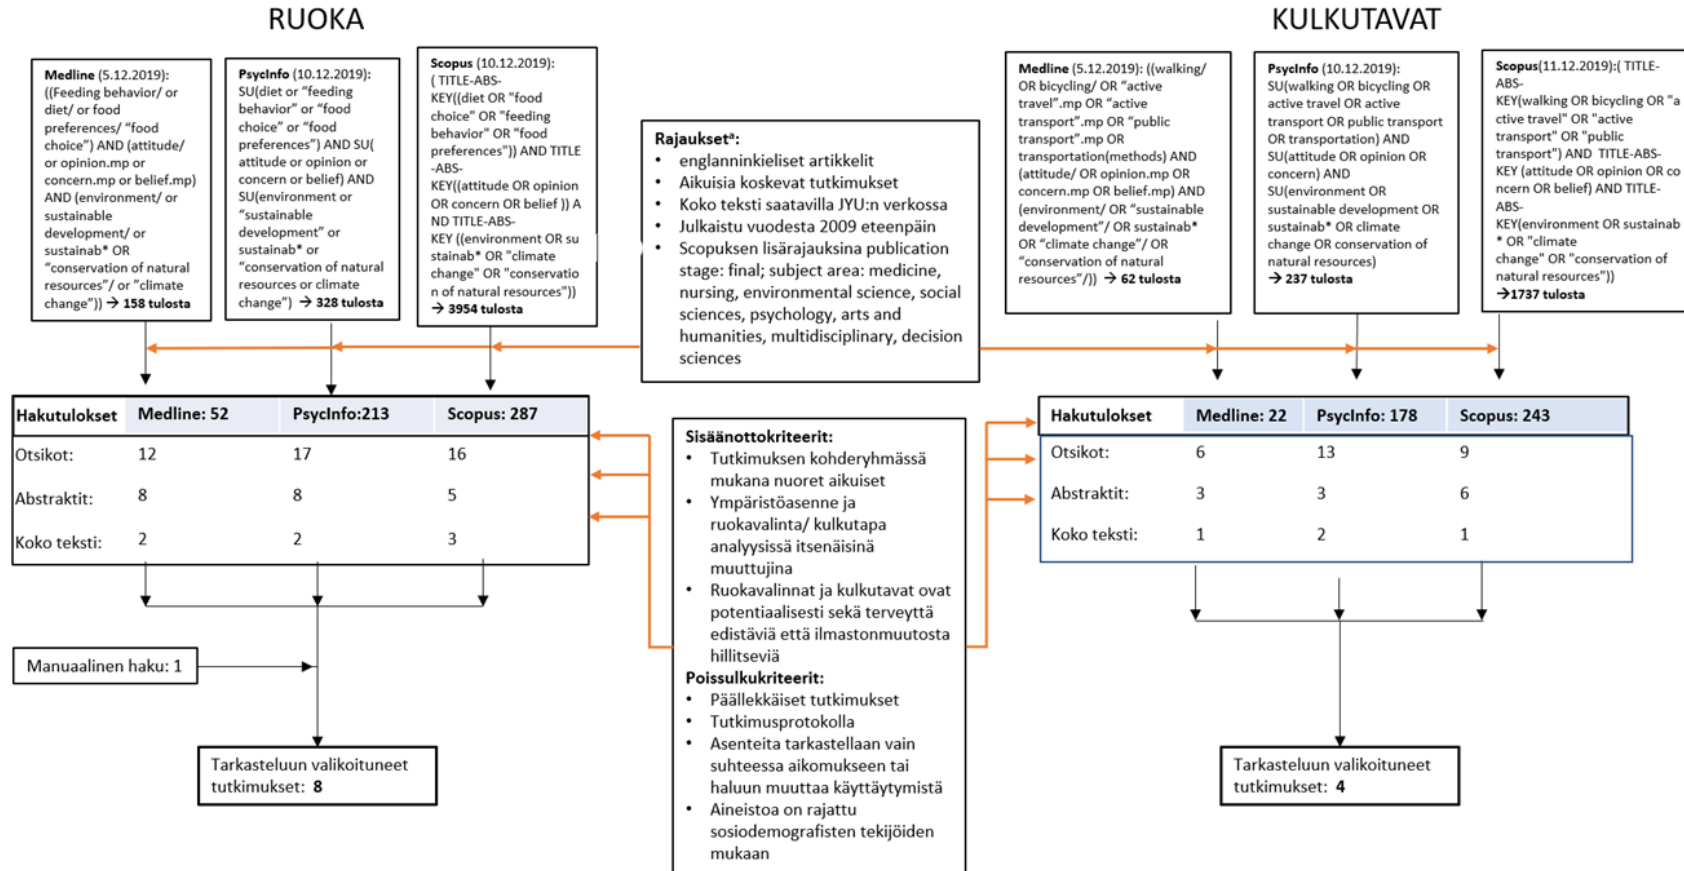 RUOKA
KULKUTAVAT
Medline (5.12.2019):
((Feeding behavior/ or
diet/ or food
preferences/ “food
choice”) AND (attitude/
or opinion.mp or
concern.mp or belief.mp)
AND (environment/ or
sustainable
development/ or
sustainab* OR
“conservation of natural
resources”/ or ”climate
change”)) → 158 tulosta
PsycInfo (10.12.2019):
SU(diet or “feeding
behavior” or “food
choice” or “food
preferences”) AND SU(
attitude or opinion or
concern or belief) AND
SU(environment or
“sustainable
development” or
sustainab* or
“conservation of natural
resources or climate
change”) → 328 tulosta
Scopus (10.12.2019):
( TITLE-ABS-
KEY((diet OR "food
choice" OR "feeding
behavior" OR "food
preferences")) AND TITLE
-ABS-
KEY((attitude OR opinion
OR concern OR belief )) A
ND TITLE-ABS-
KEY ((environment OR su
stainab* OR "climate
change" OR "conservatio
n of natural resources"))
→ 3954 tulosta
Rajauksetª:
• englanninkieliset artikkelit
• Aikuisia koskevat tutkimukset
• Koko teksti saatavilla JYU:n verkossa
• Julkaistu vuodesta 2009 eteenpäin
• Scopuksen lisärajauksina publication
stage: final; subject area: medicine,
nursing, environmental science, social
sciences, psychology, arts and
humanities, multidisciplinary, decision
sciences
Medline (5.12.2019): ((walking/
OR bicycling/ OR “active
travel”.mp OR “active
transport”.mp OR
“public transport”.mp OR
transportation(methods) AND
(attitude/ OR opinion.mp OR
concern.mp OR belief.mp) AND
(environment/ OR “sustainable
development”/ OR sustainab*
OR “climate change”/ OR
“conservation of natural
resources”/)) → 62 tulosta
PsycInfo (10.12.2019):
SU(walking OR bicycling OR
active travel OR active
transport OR public transport
OR transportation) AND
SU(attitude OR opinion OR
concern) AND
SU(environment OR
sustainable development OR
sustainab* OR climate
change OR conservation of
natural resources)
→ 237 tulosta
Scopus(11.12.2019:( TITLE-
ABS-
KEY(walking OR bicycling OR "a
ctive travel" OR "active
transport" OR "public
transport") AND TITLE-ABS-
KEY (attitude OR opinion OR co
ncern OR belief) AND TITLE-
ABS-
KEY(environment OR sustainab
* OR "climate
change" OR "conservation of
natural resources"))
→1737 tulosta
Hakutulokset Medline: 52 PsycInfo:213 Scopus: 287
Otsikot: 12 17 16
Abstraktit: 8 8 5
Koko teksti: 2 2 3
Sisäänottokriteerit:
• Tutkimuksen kohderyhmässä
mukana nuoret aikuiset
• Ympäristöasenne ja
ruokavalinta/ kulkutapa
analyysissä itsenäisinä
muuttujina
• Ruokavalinnat ja kulkutavat ovat
potentiaalisesti sekä terveyttä
edistäviä että ilmastonmuutosta
hillitseviä
Poissulkukriteerit:
• Päällekkäiset tutkimukset
• Tutkimusprotokolla
• Asenteita tarkastellaan vain
suhteessa aikomukseen tai
haluun muuttaa käyttäytymistä
• Aineistoa on rajattu
sosiodemografisten tekijöiden
mukaan
Hakutulokset Medline: 22 PsycInfo: 178 Scopus: 243
Otsikot: 6 13 9
Abstraktit: 3 3 6
Koko teksti: 1 2 1
Manuaalinen haku: 1
Tarkasteluun valikoituneet
tutkimukset: 8
Tarkasteluun valikoituneet
tutkimukset: 4